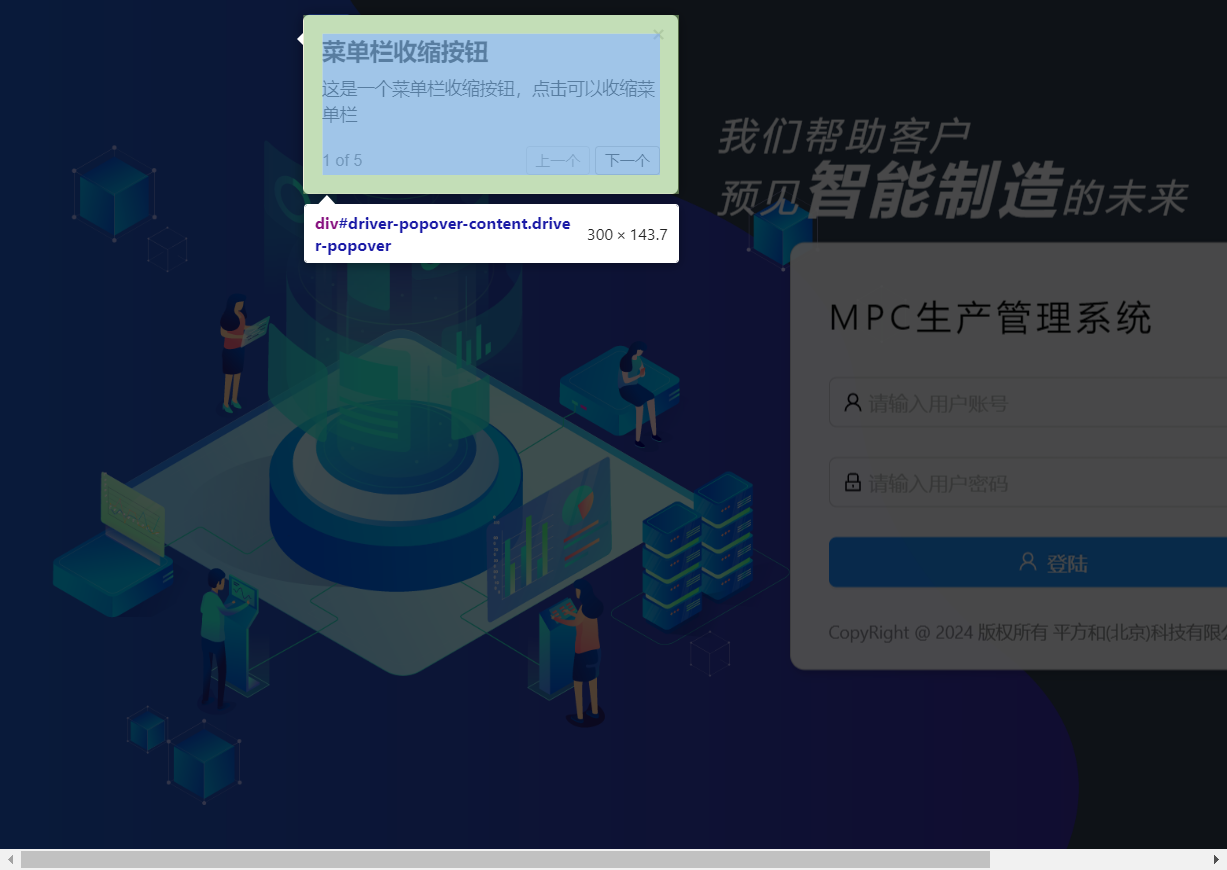 菜单栏收缩按钮
×
这是一个菜单栏收缩按钮，点击可以收缩菜
单栏
1 of 5
上一个
下一个
div#driver-popover-content.drive
r-popover
300 × 143.7
我们帮助客户
预见智能制造的未来
MPC生产管理系统
请输入用户账号
请输入用户密码
登陆
CopyRight @ 2024 版权所有 平方和(北京)科技有限